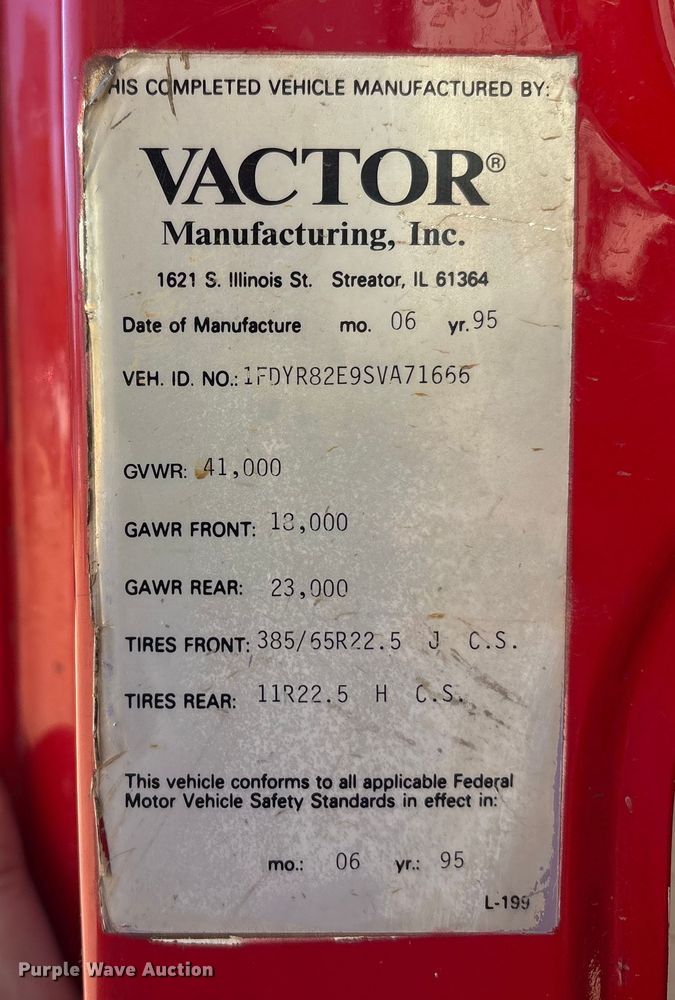 HIS COMPLETED VEHICLE MANUFACTURED BY:
VACTOR®
Manufacturing, Inc.
1621 S. Illinois St. Streator, IL 61364
Date of Manufacture mo. 06 yr. 95
VEH. ID. NO.: 1FDYR82E9SVA71666
GVWR: 41,000
GAWR FRONT: 18,000
GAWR REAR: 23,000
TIRES FRONT: 385/65R22.5 J C.S.
TIRES REAR: 11R22.5 H C.S.
This vehicle conforms to all applicable Federal
Motor Vehicle Safety Standards in effect in:
mo.: 06 yr.: 95
L-199
Purple Wave Auction